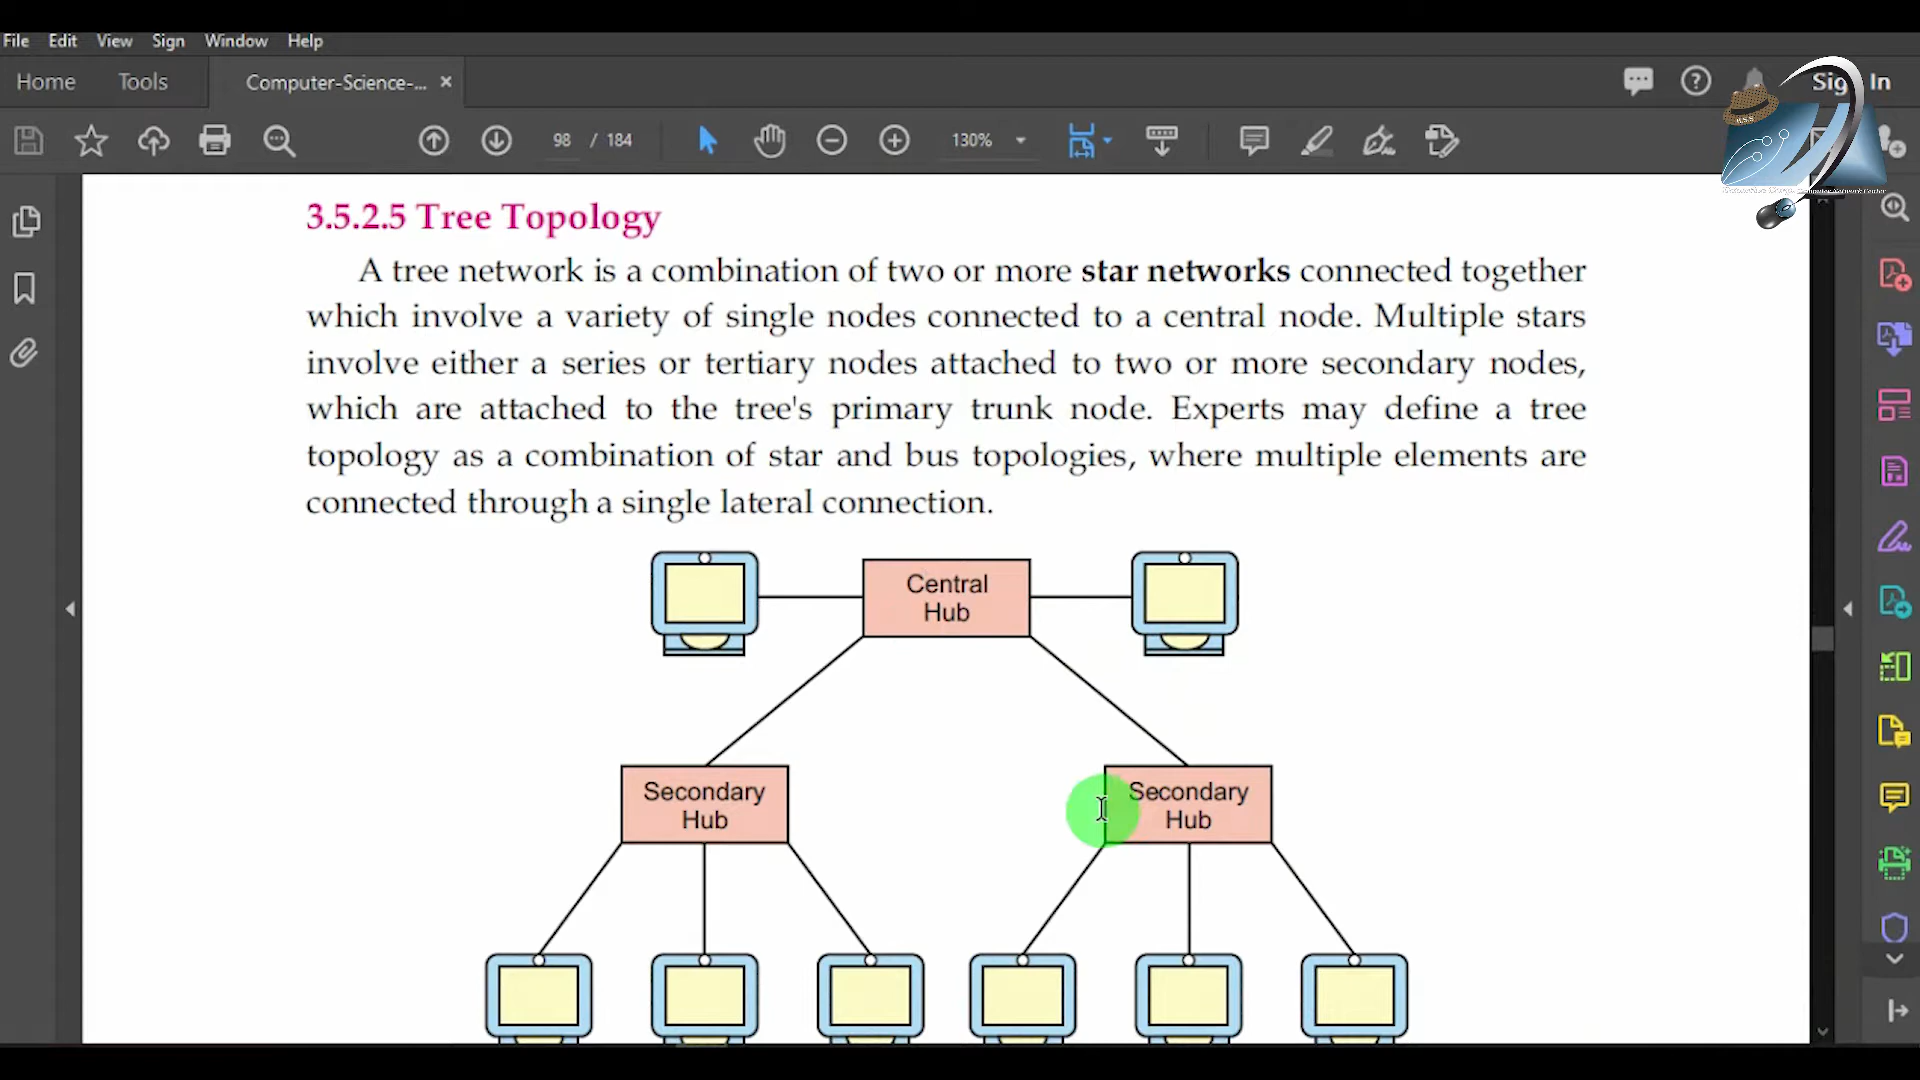 File Edit View Sign Window Help
Home Tools Computer-Science-... × Sign In
98 / 184 130%
3.5.2.5 Tree Topology
A tree network is a combination of two or more star networks connected together
which involve a variety of single nodes connected to a central node. Multiple stars
involve either a series or tertiary nodes attached to two or more secondary nodes,
which are attached to the tree's primary trunk node. Experts may define a tree
topology as a combination of star and bus topologies, where multiple elements are
connected through a single lateral connection.
Central
Hub
Secondary
Hub
Secondary
Hub